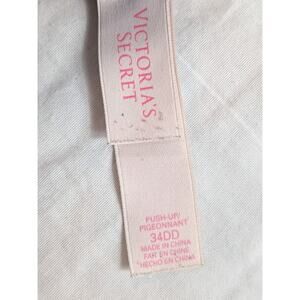 VICTORIA'S
SECRET
PUSH-UP/
PIGEONNANT
34DD
MADE IN CHINA
FAIT EN CHINE
HECHO EN CHINA